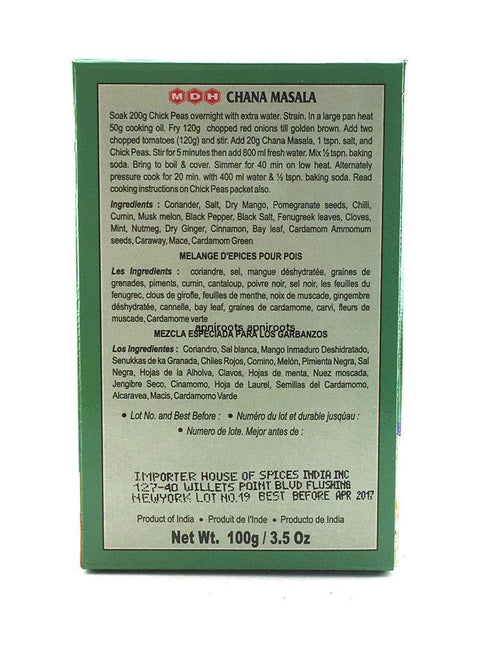 MDH CHANA MASALA
Soak 200g Chick Peas overnight with extra water. Strain. In a large pan heat
50g cooking oil. Fry 120g chopped red onions till golden brown. Add two
chopped tomatoes (120g) and stir. Add 20g Chana Masala, 1 tspn. salt, and
Chick Peas. Stir for 5 minutes then add 800 ml fresh water. Mix ½ tspn. baking
soda. Bring to boil & cover. Simmer for 40 min on low heat. Alternately
pressure cook for 20 min. with 400 ml water & ½ tspn. baking soda. Read
cooking instructions on Chick Peas packet also.
Ingredients : Coriander, Salt, Dry Mango, Pomegranate seeds, Chilli,
Cumin, Musk melon, Black Pepper, Black Salt, Fenugreek leaves, Cloves,
Mint, Nutmeg, Dry Ginger, Cinnamon, Bay leaf, Cardamom Ammomum
seeds, Caraway, Mace, Cardamom Green
MELANGE D'EPICES POUR POIS
Les Ingredients : coriandre, sel, mangue déshydratée, graines de
grenades, piments, cumin, cantaloup, poivre noir, sel noir, les feuilles du
fenugrec, clous de girofle, feuilles de menthe, noix de muscade, gingembre
déshydratée, cannelle, bay leaf, graines de cardamome, carvi, fleurs de
muscade, Cardamome verte
apniroots apniroots
MEZCLA ESPECIADA PARA LOS GARBANZOS
Los Ingredientes : Coriandro, Sal blanca, Mango Inmaduro Deshidratado,
Senukkas de ka Granada, Chiles Rojos, Comino, Melón, Pimienta Negra, Sal
Negra, Hojas de la Alholva, Clavos, Hojas de menta, Nuez moscada,
Jengibre Seco, Cinamomo, Hoja de Laurel, Semillas del Cardamomo,
Alcaravea, Macis, Cardamomo Varde
• Lot No. and Best Before : • Numéro du lot et durable jusqúau :
• Numero de lote. Mejor antes de :
IMPORTER HOUSE OF SPICES INDIA INC
127-40 WILLETS POINT BLVD FLUSHING
NEWYORK LOT NO.19 BEST BEFORE APR 2017
Product of India • Produit de l'Inde • Producto de India
Net Wt. 100g / 3.5 Oz